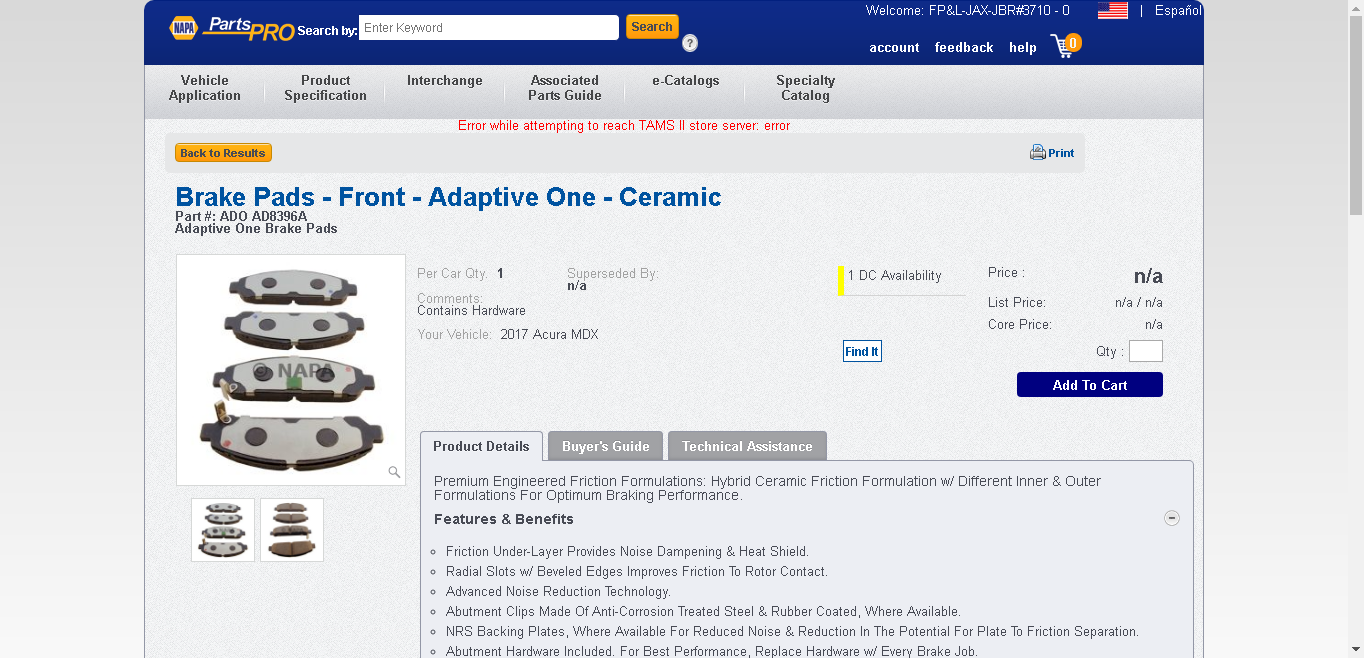 Welcome: FP&L-JAX-JBR#3710 - 0 | Español
NAPA PartsPRO Search by: Enter Keyword Search ?
account feedback help 0
Vehicle Application
Product Specification
Interchange
Associated Parts Guide
e-Catalogs
Specialty Catalog
Error while attempting to reach TAMS II store server: error
Back to Results Print
Brake Pads - Front - Adaptive One - Ceramic
Part #: ADO AD8396A
Adaptive One Brake Pads
© NAPA
Per Car Qty. 1
Superseded By:
n/a
Comments:
Contains Hardware
Your Vehicle: 2017 Acura MDX
1 DC Availability
Find It
Price : n/a
List Price: n/a / n/a
Core Price: n/a
Qty :
Add To Cart
Product Details Buyer's Guide Technical Assistance
Premium Engineered Friction Formulations: Hybrid Ceramic Friction Formulation w/ Different Inner & Outer
Formulations For Optimum Braking Performance.
Features & Benefits
Friction Under-Layer Provides Noise Dampening & Heat Shield.
Radial Slots w/ Beveled Edges Improves Friction To Rotor Contact.
Advanced Noise Reduction Technology.
Abutment Clips Made Of Anti-Corrosion Treated Steel & Rubber Coated, Where Available.
NRS Backing Plates, Where Available For Reduced Noise & Reduction In The Potential For Plate To Friction Separation.
Abutment Hardware Included. For Best Performance, Replace Hardware w/ Every Brake Job.